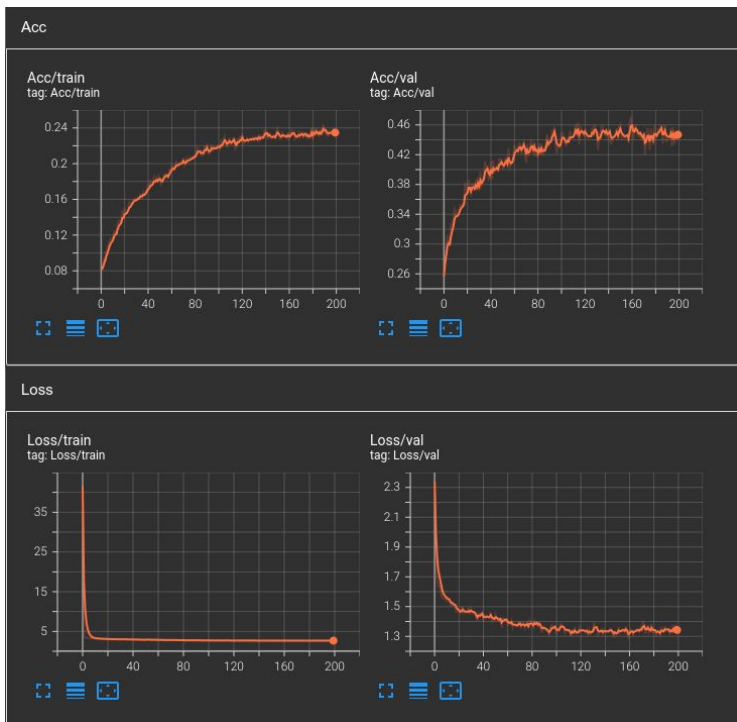 Acc
Acc/train
tag: Acc/train
0.24
0.2
0.16
0.12
0.08
0 40 80 120 160 200
Acc/val
tag: Acc/val
0.46
0.42
0.38
0.34
0.3
0.26
0 40 80 120 160 200
Loss
Loss/train
tag: Loss/train
35
25
15
5
0 40 80 120 160 200
Loss/val
tag: Loss/val
2.3
2.1
1.9
1.7
1.5
1.3
0 40 80 120 160 200